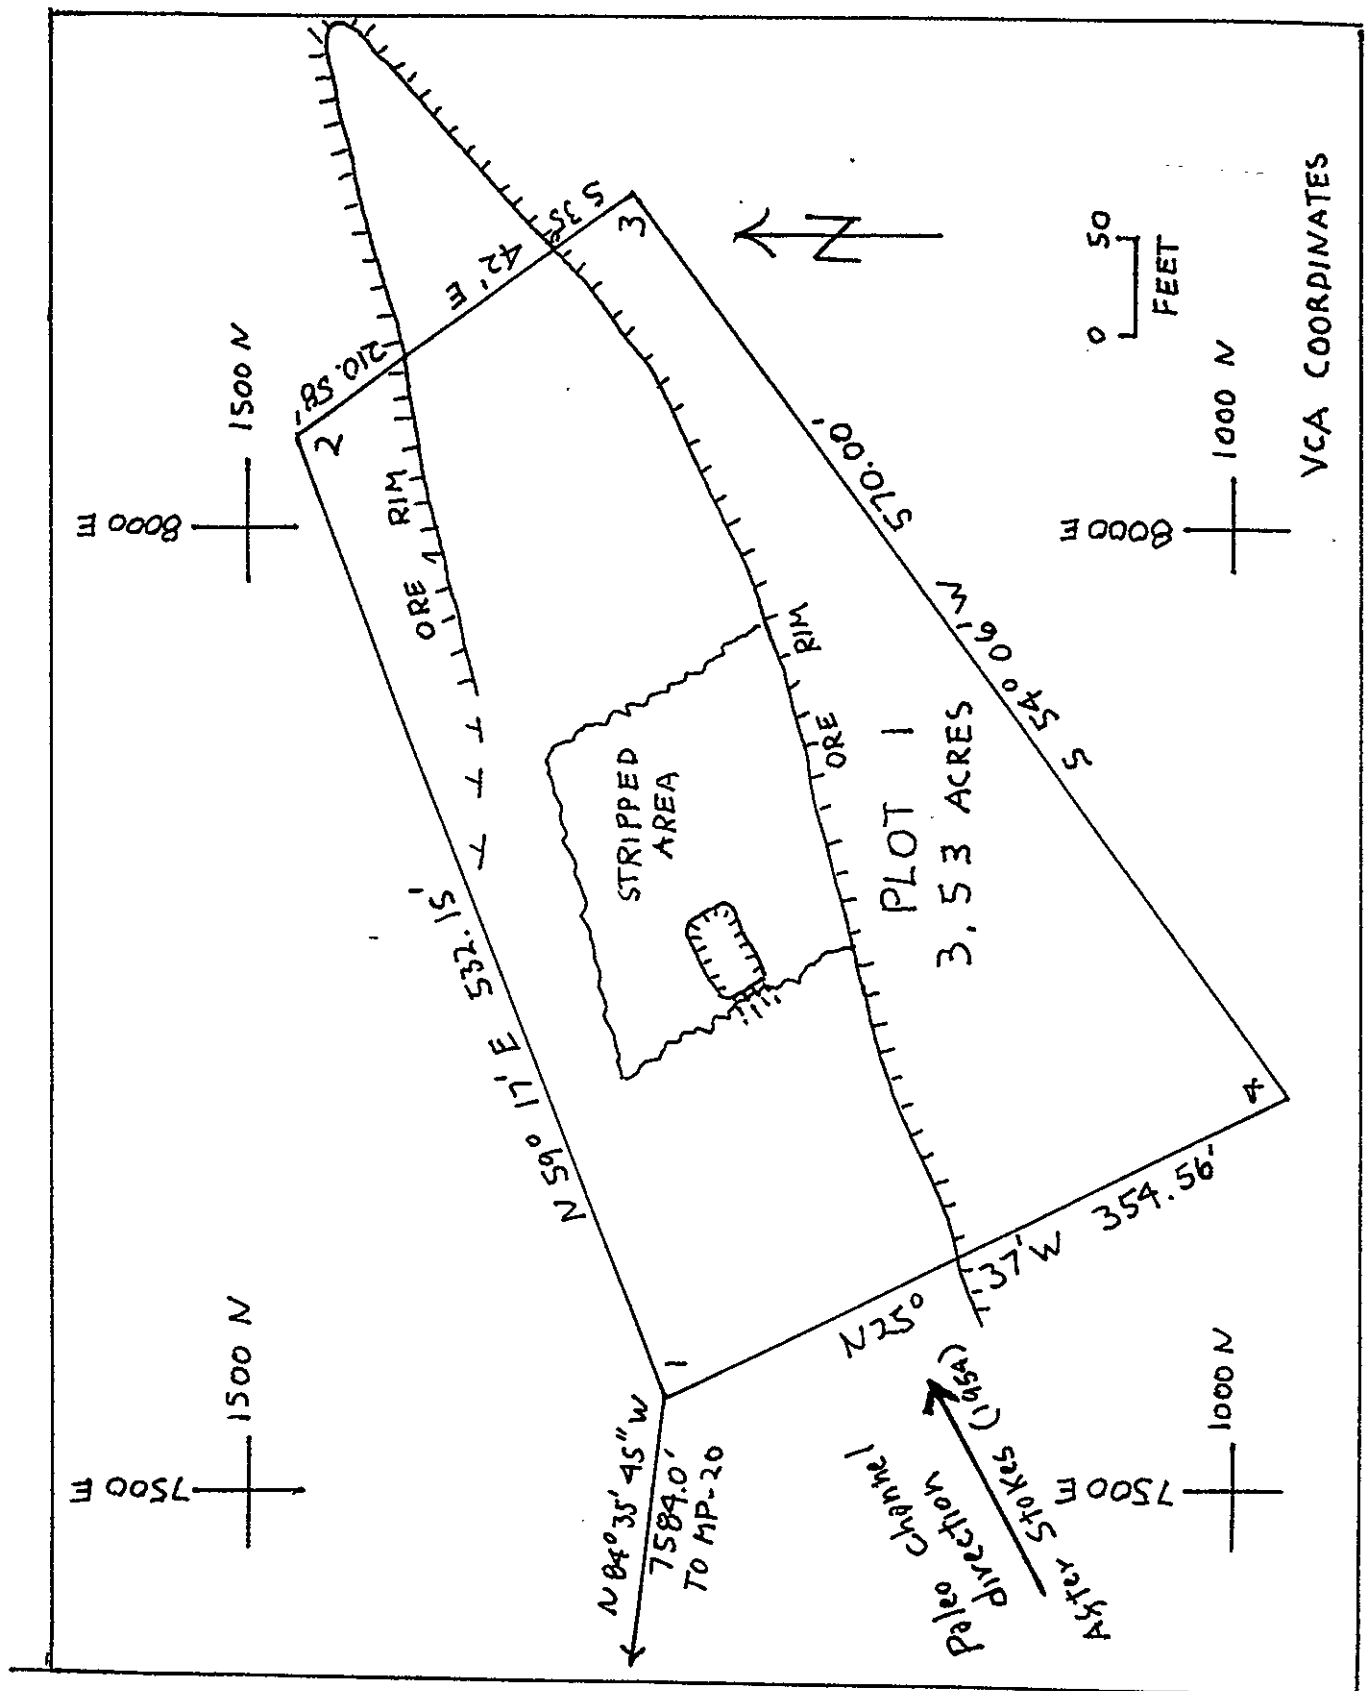 1500 N
7500 E
1500 N
8000 E
N 84° 35' 45" W
7584.0'
TO MP-20
1
N 59° 17' E 532.15'
2
210.58'
S 35° 42' E
3
ORE RIM
STRIPPED
AREA
ORE RIM
PLOT 1
3,53 ACRES
S 54° 06' W
570.00'
4
N 25° 37' W
354.56'
Paleo channel
direction
After Stokes (1954)
N
0 50
FEET
1000 N
7500 E
1000 N
8000 E
VCA COORDINATES